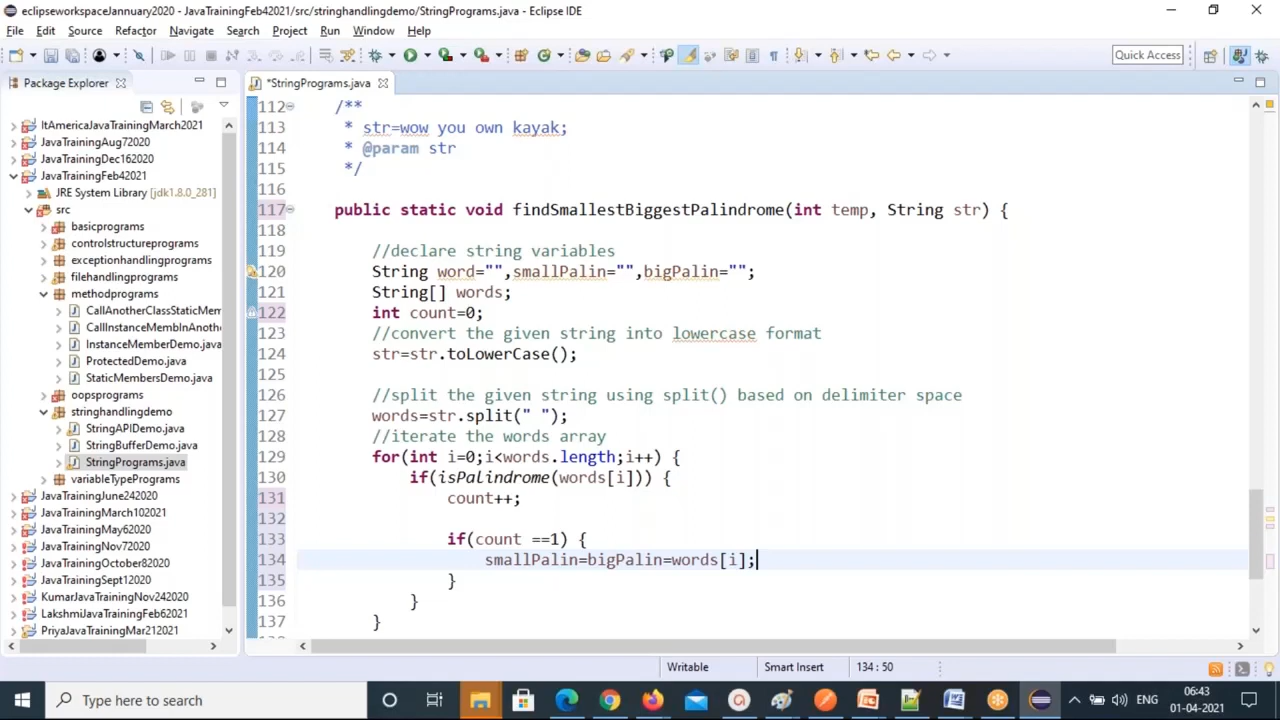 eclipseworkspaceJannuary2020 - JavaTrainingFeb42021/src/stringhandlingdemo/StringPrograms.java - Eclipse IDE
File Edit Source Refactor Navigate Search Project Run Window Help
Quick Access
Package Explorer
*StringPrograms.java
ItAmericaJavaTrainingMarch2021
JavaTrainingAug72020
JavaTrainingDec162020
JavaTrainingFeb42021
JRE System Library [jdk1.8.0_281]
src
basicprograms
controlstructureprograms
exceptionhandlingprograms
filehandlingprograms
methodprograms
CallAnotherClassStaticMem
CallInstanceMembInAnothe
InstanceMemberDemo.java
ProtectedDemo.java
StaticMembersDemo.java
oopsprograms
stringhandlingdemo
StringAPIDemo.java
StringBufferDemo.java
StringPrograms.java
variableTypePrograms
JavaTrainingJune242020
JavaTrainingMarch102021
JavaTrainingMay62020
JavaTrainingNov72020
JavaTrainingOctober82020
JavaTrainingSept12020
KumarJavaTrainingNov242020
LakshmiJavaTrainingFeb62021
PriyaJavaTrainingMar212021
112 /**
113 * str=wow you own kayak;
114 * @param str
115 */
116
117 public static void findSmallestBiggestPalindrome(int temp, String str) {
118
119 //declare string variables
120 String word="",smallPalin="",bigPalin="";
121 String[] words;
122 int count=0;
123 //convert the given string into lowercase format
124 str=str.toLowerCase();
125
126 //split the given string using split() based on delimiter space
127 words=str.split(" ");
128 //iterate the words array
129 for(int i=0;i<words.length;i++) {
130 if(isPalindrome(words[i])) {
131 count++;
132
133 if(count ==1) {
134 smallPalin=bigPalin=words[i];
135 }
136 }
137 }
Writable Smart Insert 134 : 50
Type here to search
ENG
06:43
01-04-2021